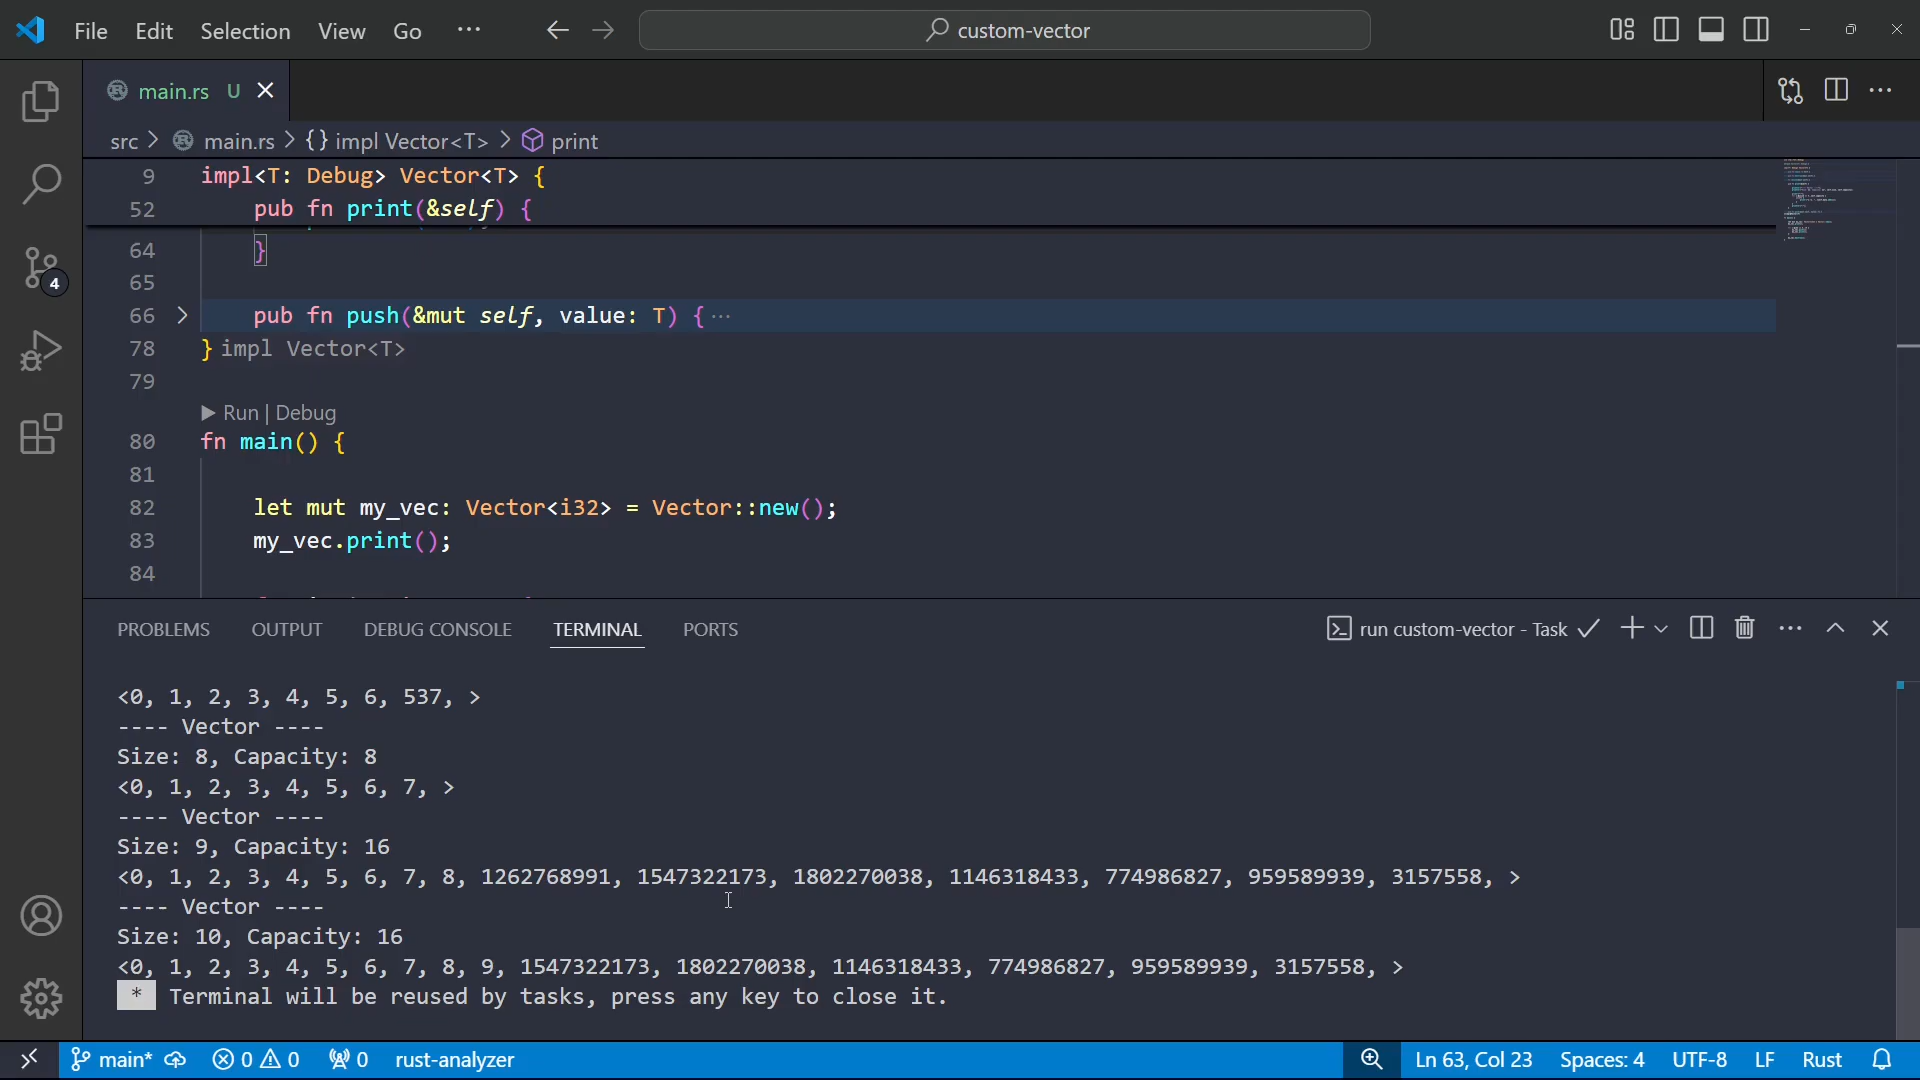 File Edit Selection View Go ··· custom-vector
main.rs U
src > main.rs > {} impl Vector<T> > print
9 impl<T: Debug> Vector<T> {
52 pub fn print(&self) {
64 }
65
66 pub fn push(&mut self, value: T) { ···
78 } impl Vector<T>
79
▶ Run | Debug
80 fn main() {
81
82 let mut my_vec: Vector<i32> = Vector::new();
83 my_vec.print();
84
4
PROBLEMS OUTPUT DEBUG CONSOLE TERMINAL PORTS run custom-vector - Task
<0, 1, 2, 3, 4, 5, 6, 537, >
---- Vector ----
Size: 8, Capacity: 8
<0, 1, 2, 3, 4, 5, 6, 7, >
---- Vector ----
Size: 9, Capacity: 16
<0, 1, 2, 3, 4, 5, 6, 7, 8, 1262768991, 1547322173, 1802270038, 1146318433, 774986827, 959589939, 3157558, >
---- Vector ----
Size: 10, Capacity: 16
<0, 1, 2, 3, 4, 5, 6, 7, 8, 9, 1547322173, 1802270038, 1146318433, 774986827, 959589939, 3157558, >
* Terminal will be reused by tasks, press any key to close it.
main* 0 0 0 rust-analyzer Ln 63, Col 23 Spaces: 4 UTF-8 LF Rust